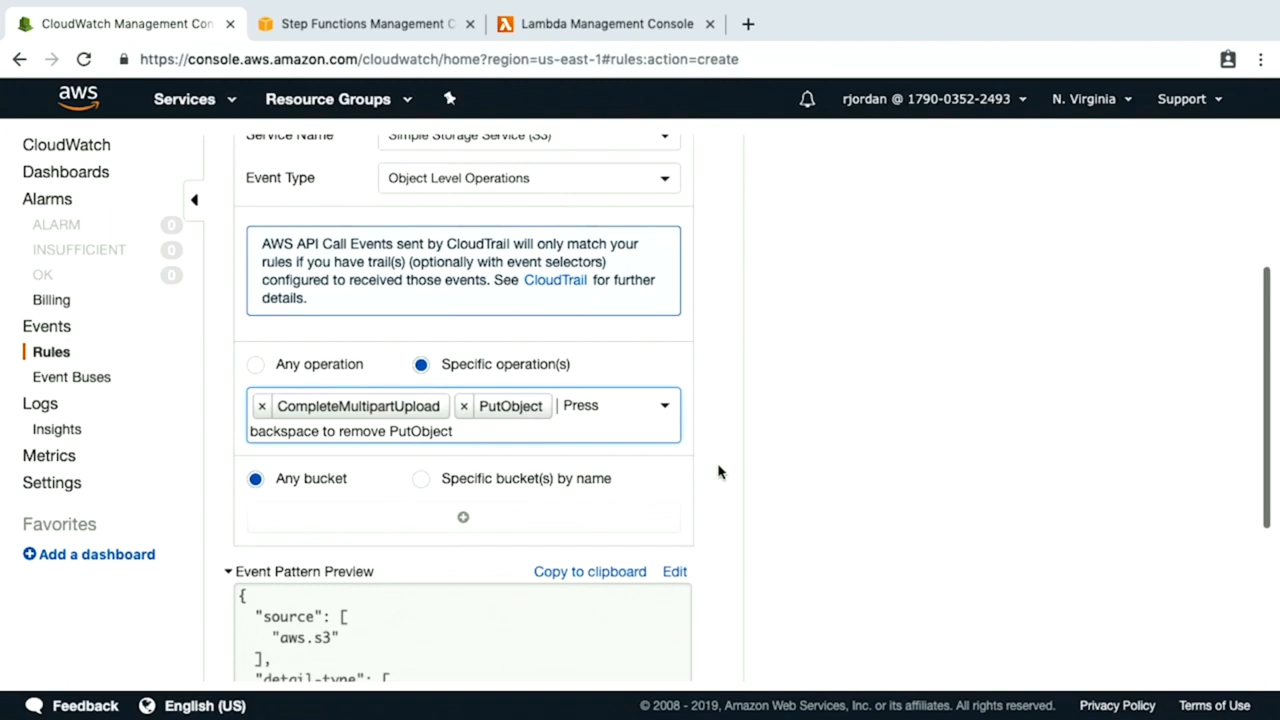 CloudWatch Management Con
Step Functions Management C
Lambda Management Console
https://console.aws.amazon.com/cloudwatch/home?region=us-east-1#rules:action=create
aws
Services
Resource Groups
rjordan @ 1790-0352-2493
N. Virginia
Support
CloudWatch
Dashboards
Alarms
ALARM 0
INSUFFICIENT 0
OK 0
Billing
Events
Rules
Event Buses
Logs
Insights
Metrics
Settings
Favorites
Add a dashboard
Service Name
Simple Storage Service (S3)
Event Type
Object Level Operations
AWS API Call Events sent by CloudTrail will only match your
rules if you have trail(s) (optionally with event selectors)
configured to received those events. See CloudTrail for further
details.
Any operation
Specific operation(s)
× CompleteMultipartUpload × PutObject Press
backspace to remove PutObject
Any bucket
Specific bucket(s) by name
Event Pattern Preview
Copy to clipboard
Edit
{
"source": [
"aws.s3"
],
"detail-type": [
Feedback
English (US)
© 2008 - 2019, Amazon Web Services, Inc. or its affiliates. All rights reserved.
Privacy Policy
Terms of Use